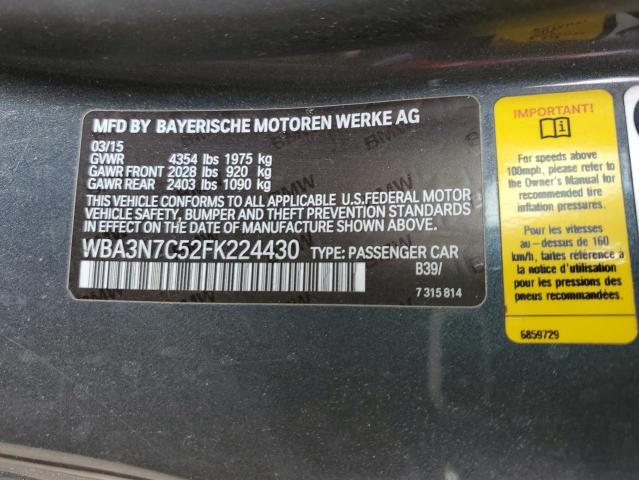 MFD BY BAYERISCHE MOTOREN WERKE AG
03/15
GVWR 4354 lbs 1975 kg
GAWR FRONT 2028 lbs 920 kg
GAWR REAR 2403 lbs 1090 kg
THIS VEHICLE CONFORMS TO ALL APPLICABLE U.S.FEDERAL MOTOR
VEHICLE SAFETY, BUMPER AND THEFT PREVENTION STANDARDS
IN EFFECT ON THE DATE OF MANUFACTURE SHOWN ABOVE.
WBA3N7C52FK224430 TYPE: PASSENGER CAR
B39/
7 315 814
IMPORTANT!
For speeds above
100mph, please refer to
the Owner's Manual for
recommended tire
inflation pressures.
Pour les vitesses
au-dessus de 160
km/h, faites référence à
la notice d'utilisation
pour les pressions des
pneus recommandées.
6859729